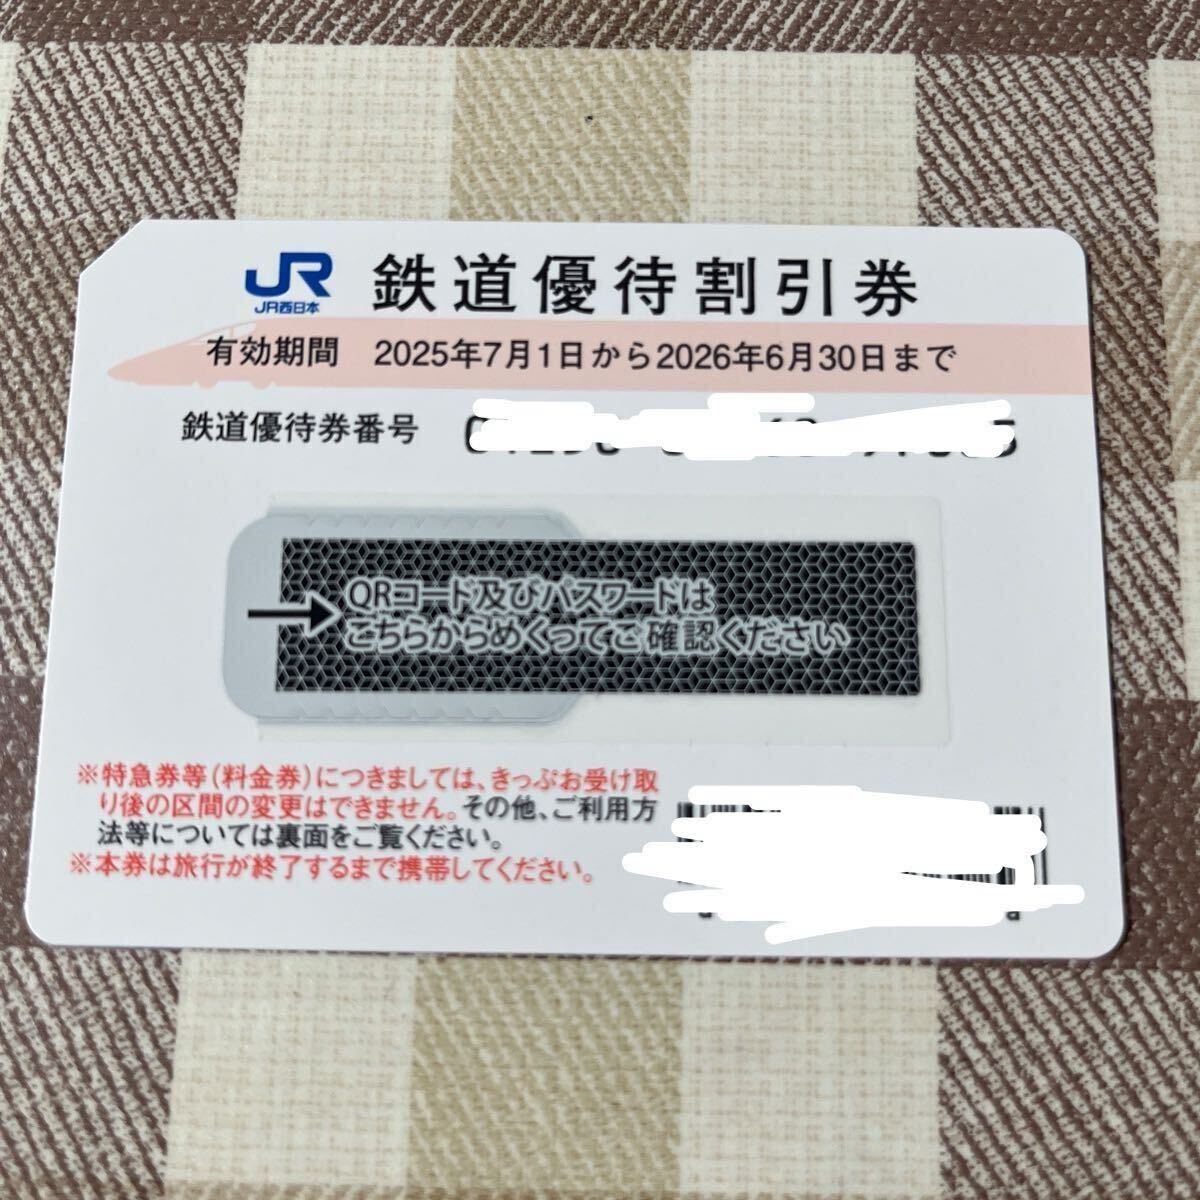 JR 鉄道優待割引券
JR西日本
有効期間 2025年7月1日から2026年6月30日まで
鉄道優待券番号
QRコード及びパスワードは
こちらからめくってご確認ください
※特急券等(料金券)につきましては、きっぷお受け取
り後の区間の変更はできません。その他、ご利用方
法等については裏面をご覧ください。
※本券は旅行が終了するまで携帯してください。